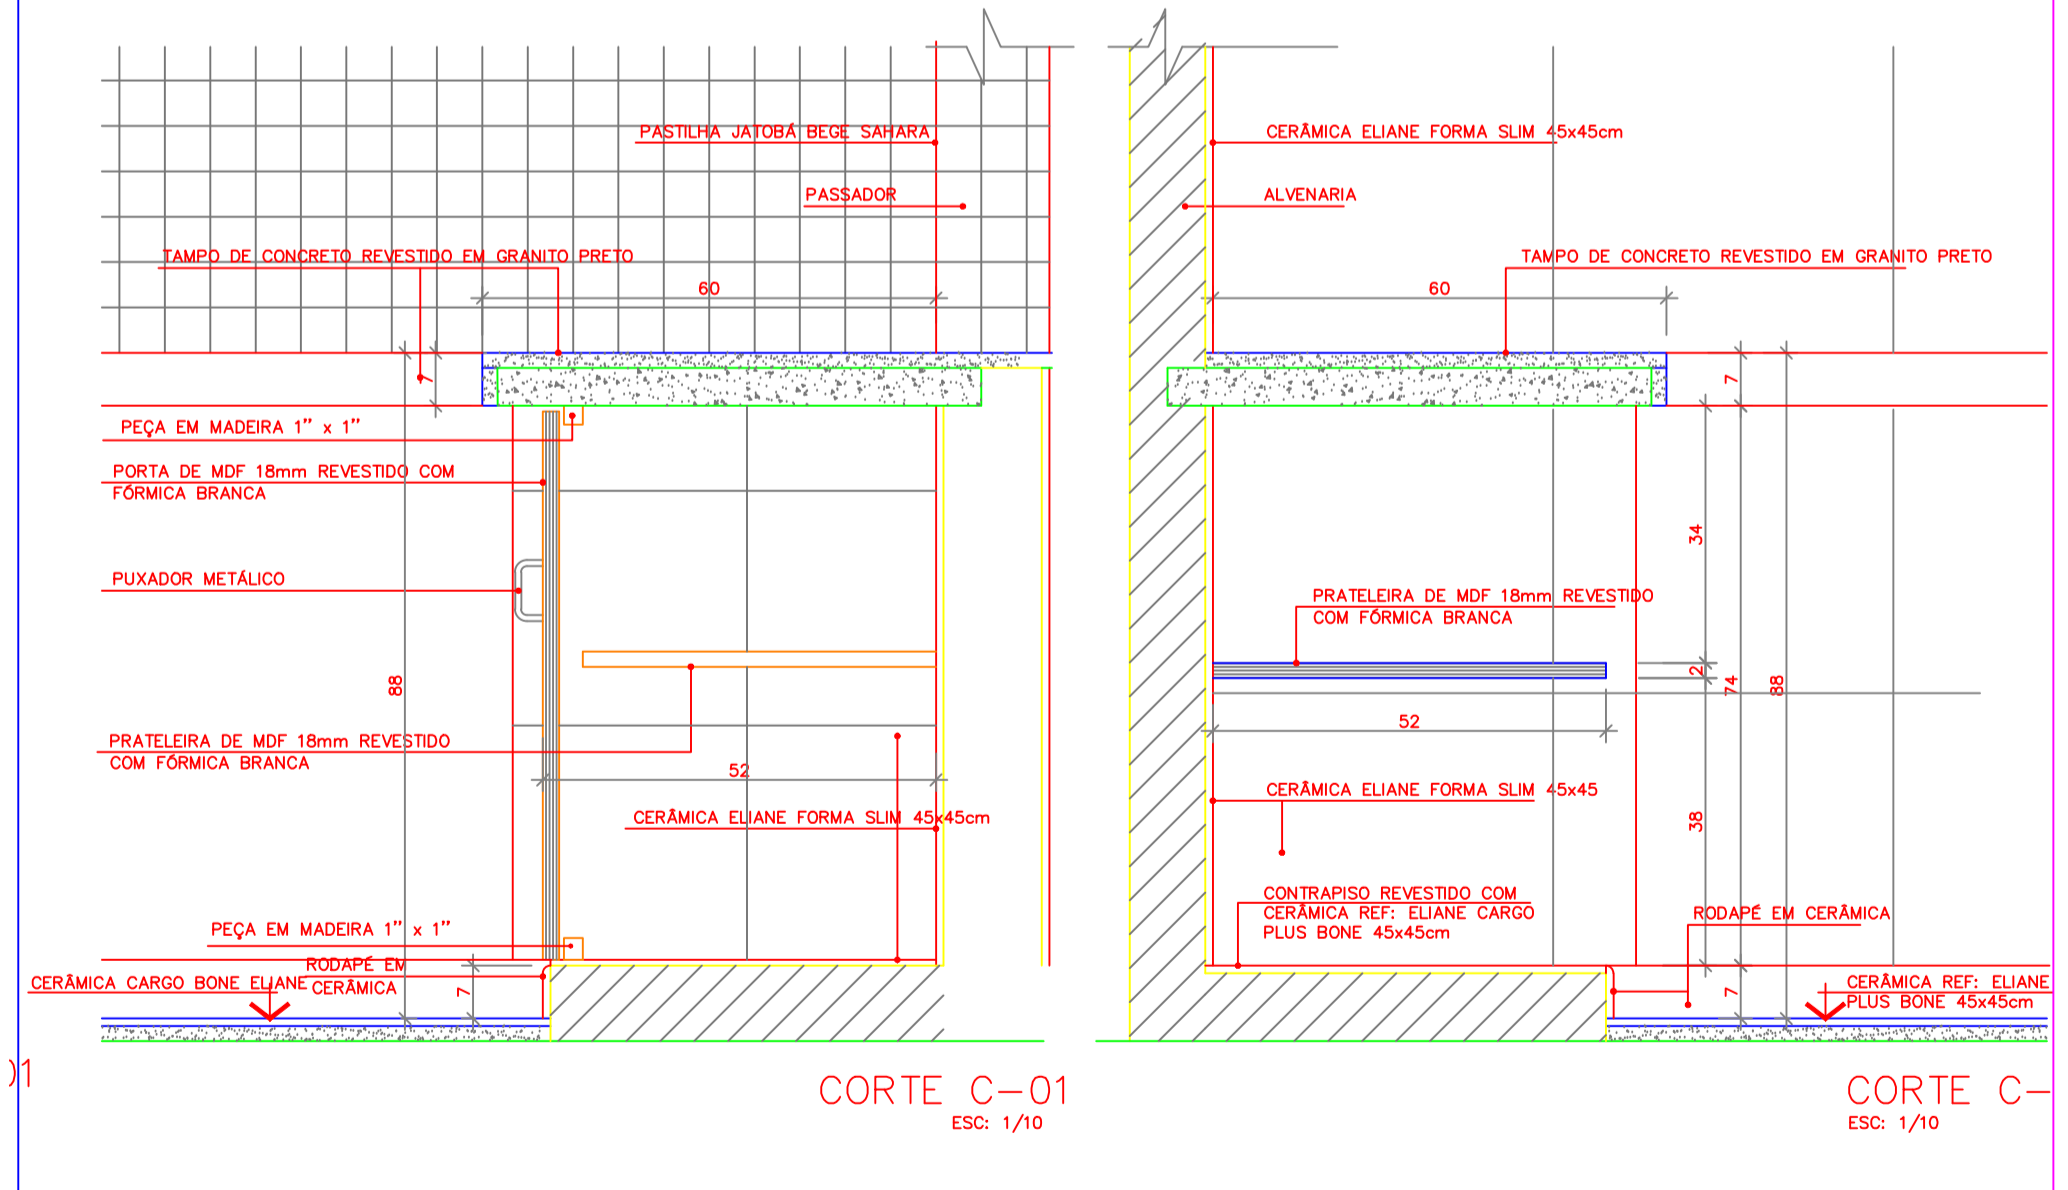 PASTILHA JATOBÁ BEGE SAHARA
PASSADOR
TAMPO DE CONCRETO REVESTIDO EM GRANITO PRETO
60
7
PEÇA EM MADEIRA 1” x 1”
PORTA DE MDF 18mm REVESTIDO COM
FÓRMICA BRANCA
PUXADOR METÁLICO
88
PRATELEIRA DE MDF 18mm REVESTIDO
COM FÓRMICA BRANCA
52
CERÂMICA ELIANE FORMA SLIM 45x45cm
PEÇA EM MADEIRA 1” x 1”
RODAPÉ EM
CERÂMICA
CERÂMICA CARGO BONE ELIANE
7
CORTE C-01
ESC: 1/10
CERÂMICA ELIANE FORMA SLIM 45x45cm
ALVENARIA
TAMPO DE CONCRETO REVESTIDO EM GRANITO PRETO
60
7
34
PRATELEIRA DE MDF 18mm REVESTIDO
COM FÓRMICA BRANCA
2
74
88
52
CERÂMICA ELIANE FORMA SLIM 45x45
38
CONTRAPISO REVESTIDO COM
CERÂMICA REF: ELIANE CARGO
PLUS BONE 45x45cm
RODAPÉ EM CERÂMICA
7
CERÂMICA REF: ELIANE
PLUS BONE 45x45cm
CORTE C-
ESC: 1/10